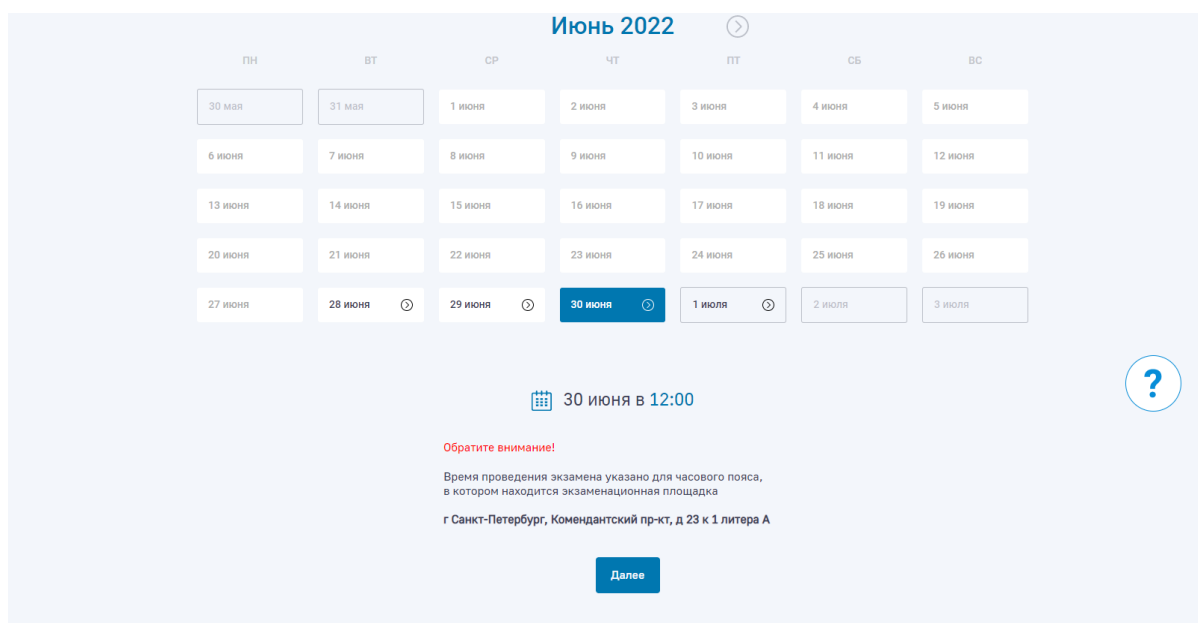 Июнь 2022
ПН ВТ СР ЧТ ПТ СБ ВС
30 мая 31 мая 1 июня 2 июня 3 июня 4 июня 5 июня
6 июня 7 июня 8 июня 9 июня 10 июня 11 июня 12 июня
13 июня 14 июня 15 июня 16 июня 17 июня 18 июня 19 июня
20 июня 21 июня 22 июня 23 июня 24 июня 25 июня 26 июня
27 июня 28 июня 29 июня 30 июня 1 июля 2 июля 3 июля
?
30 июня в 12:00
Обратите внимание!
Время проведения экзамена указано для часового пояса,
в котором находится экзаменационная площадка
г Санкт-Петербург, Комендантский пр-кт, д 23 к 1 литера А
Далее